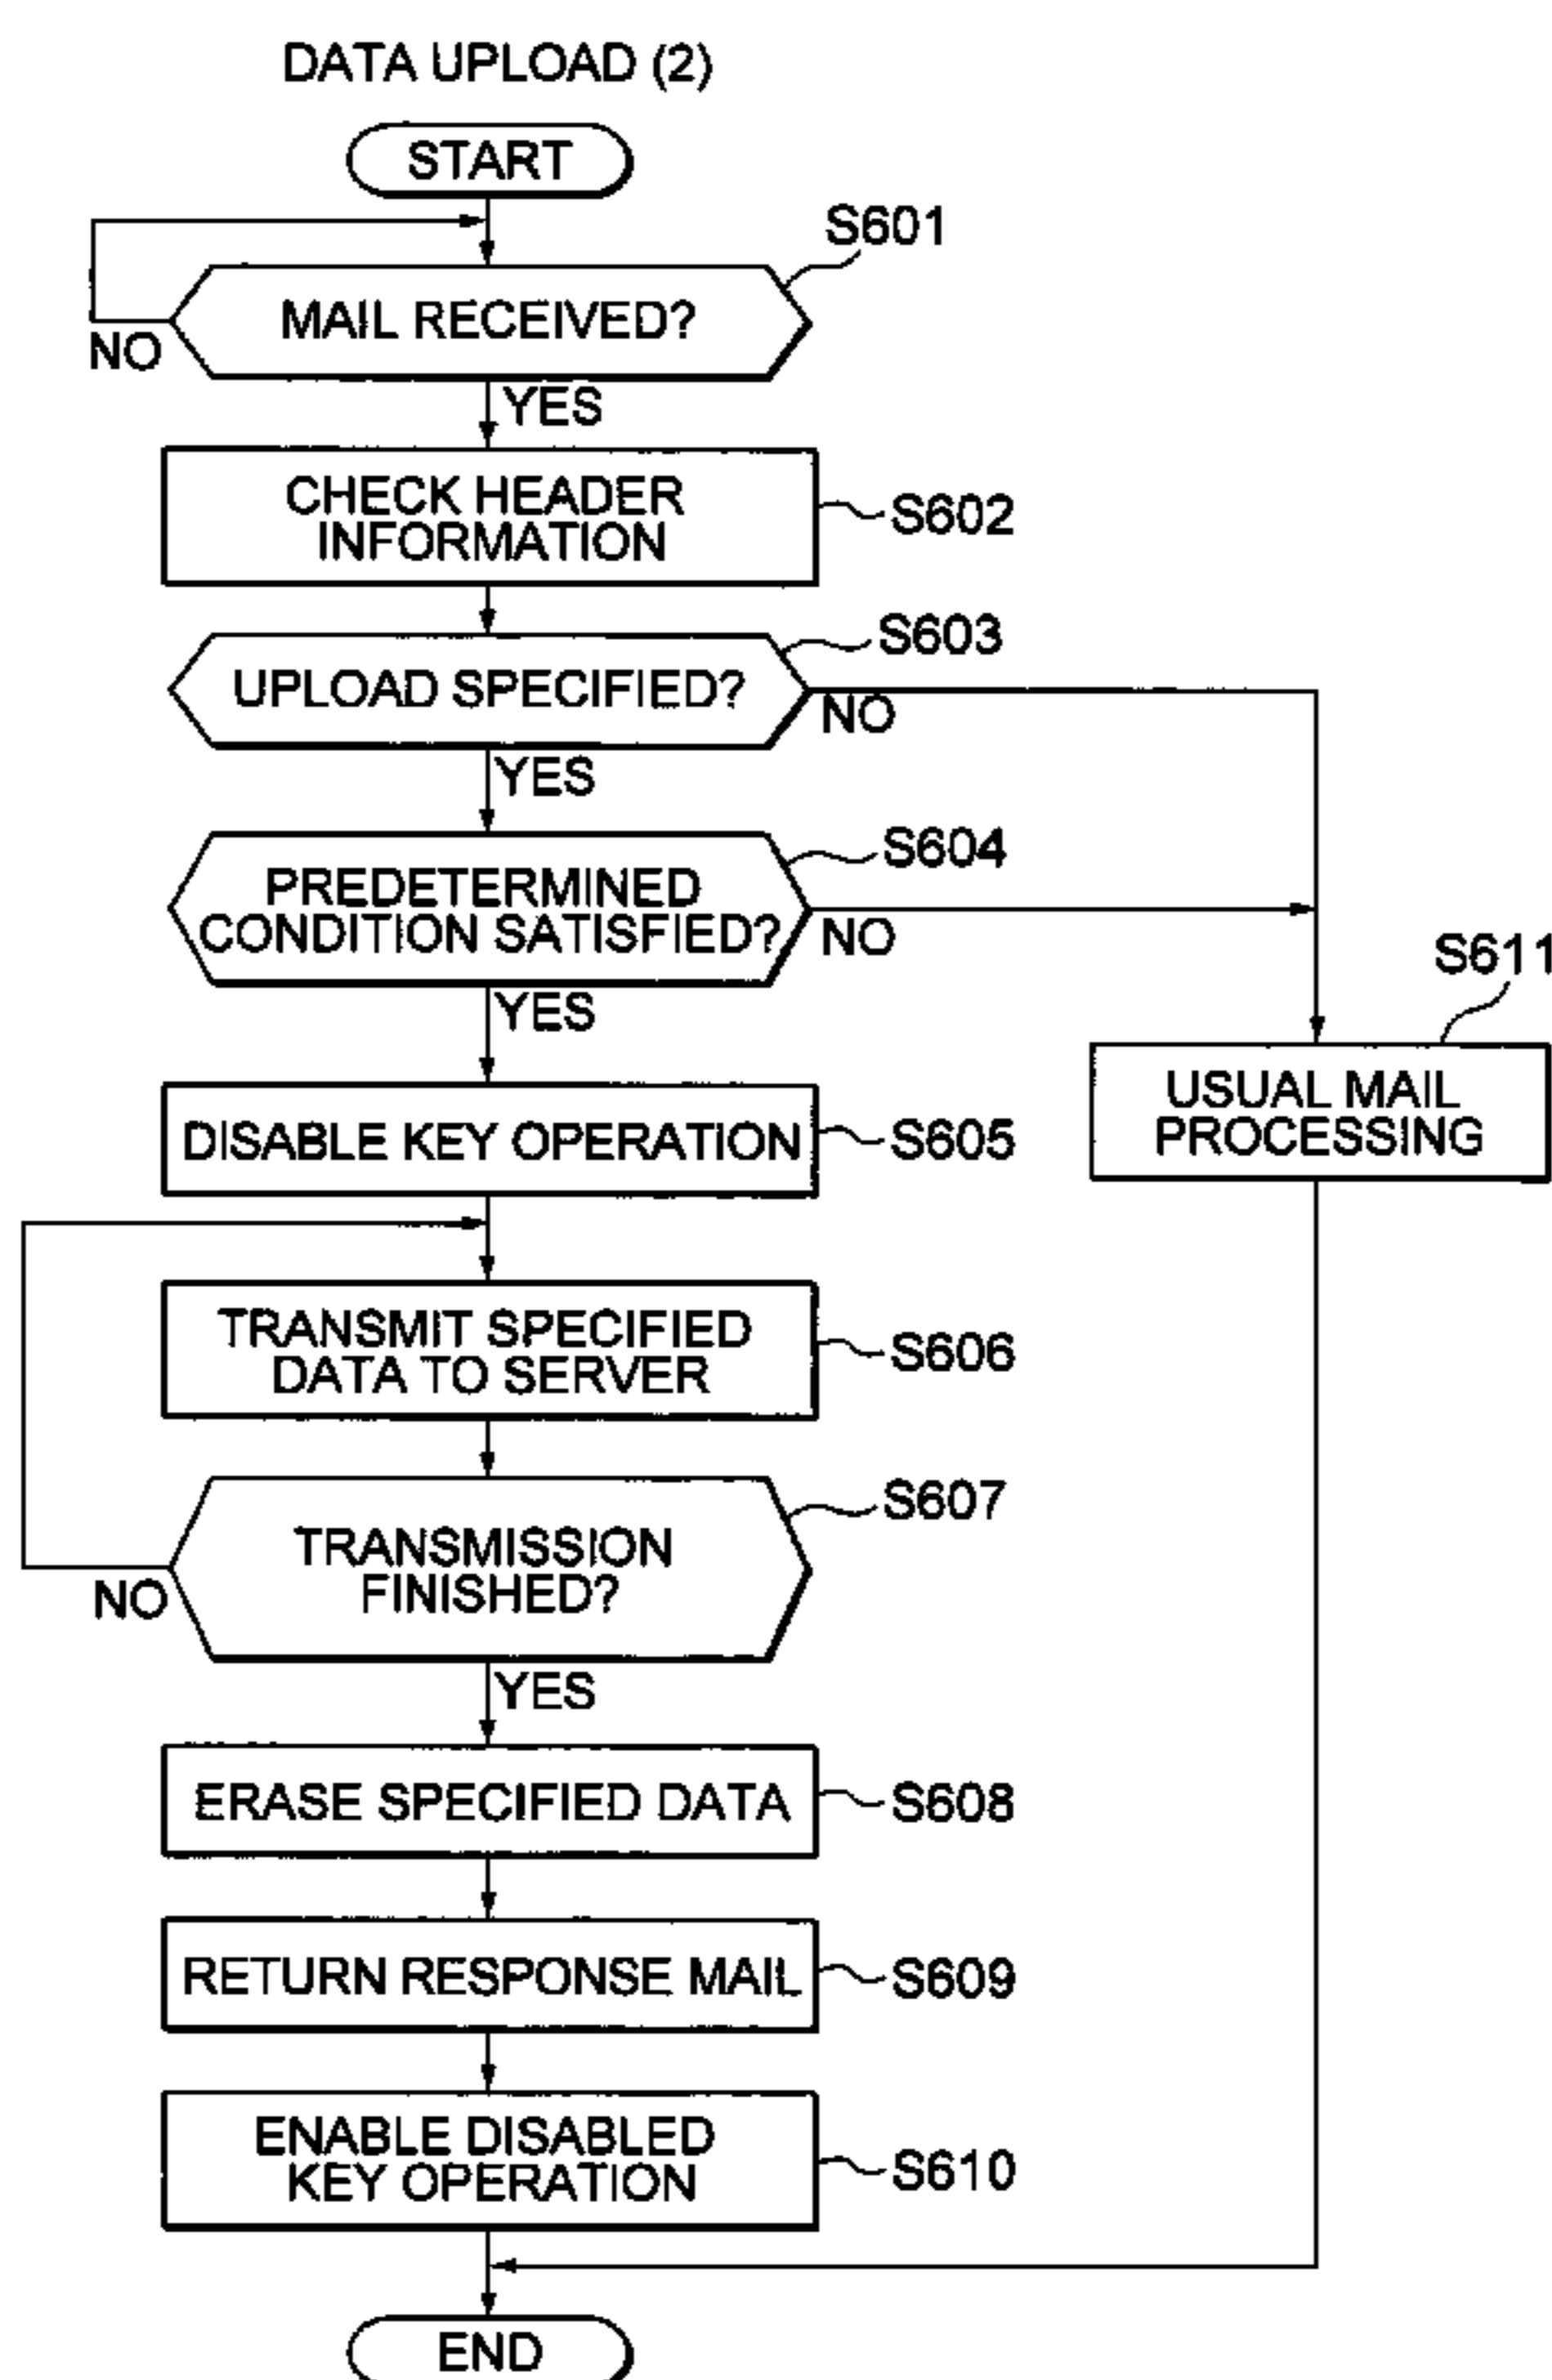 DATA UPLOAD (2)
START
S601
MAIL RECEIVED?
NO
YES
CHECK HEADER
INFORMATION
S602
S603
UPLOAD SPECIFIED?
NO
YES
S604
PREDETERMINED
CONDITION SATISFIED?
NO
YES
S611
USUAL MAIL
PROCESSING
DISABLE KEY OPERATION
S605
TRANSMIT SPECIFIED
DATA TO SERVER
S606
S607
TRANSMISSION
FINISHED?
NO
YES
ERASE SPECIFIED DATA
S608
RETURN RESPONSE MAIL
S609
ENABLE DISABLED
KEY OPERATION
S610
END